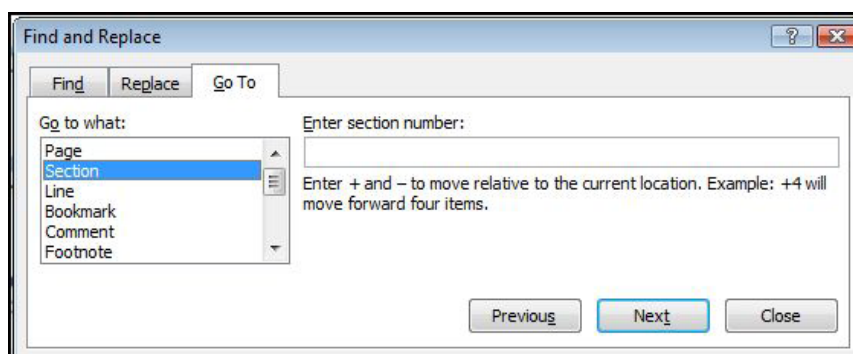 Find and Replace
Find Replace Go To
Go to what:
Page
Section
Line
Bookmark
Comment
Footnote
Enter section number:
Enter + and – to move relative to the current location. Example: +4 will
move forward four items.
Previous Next Close